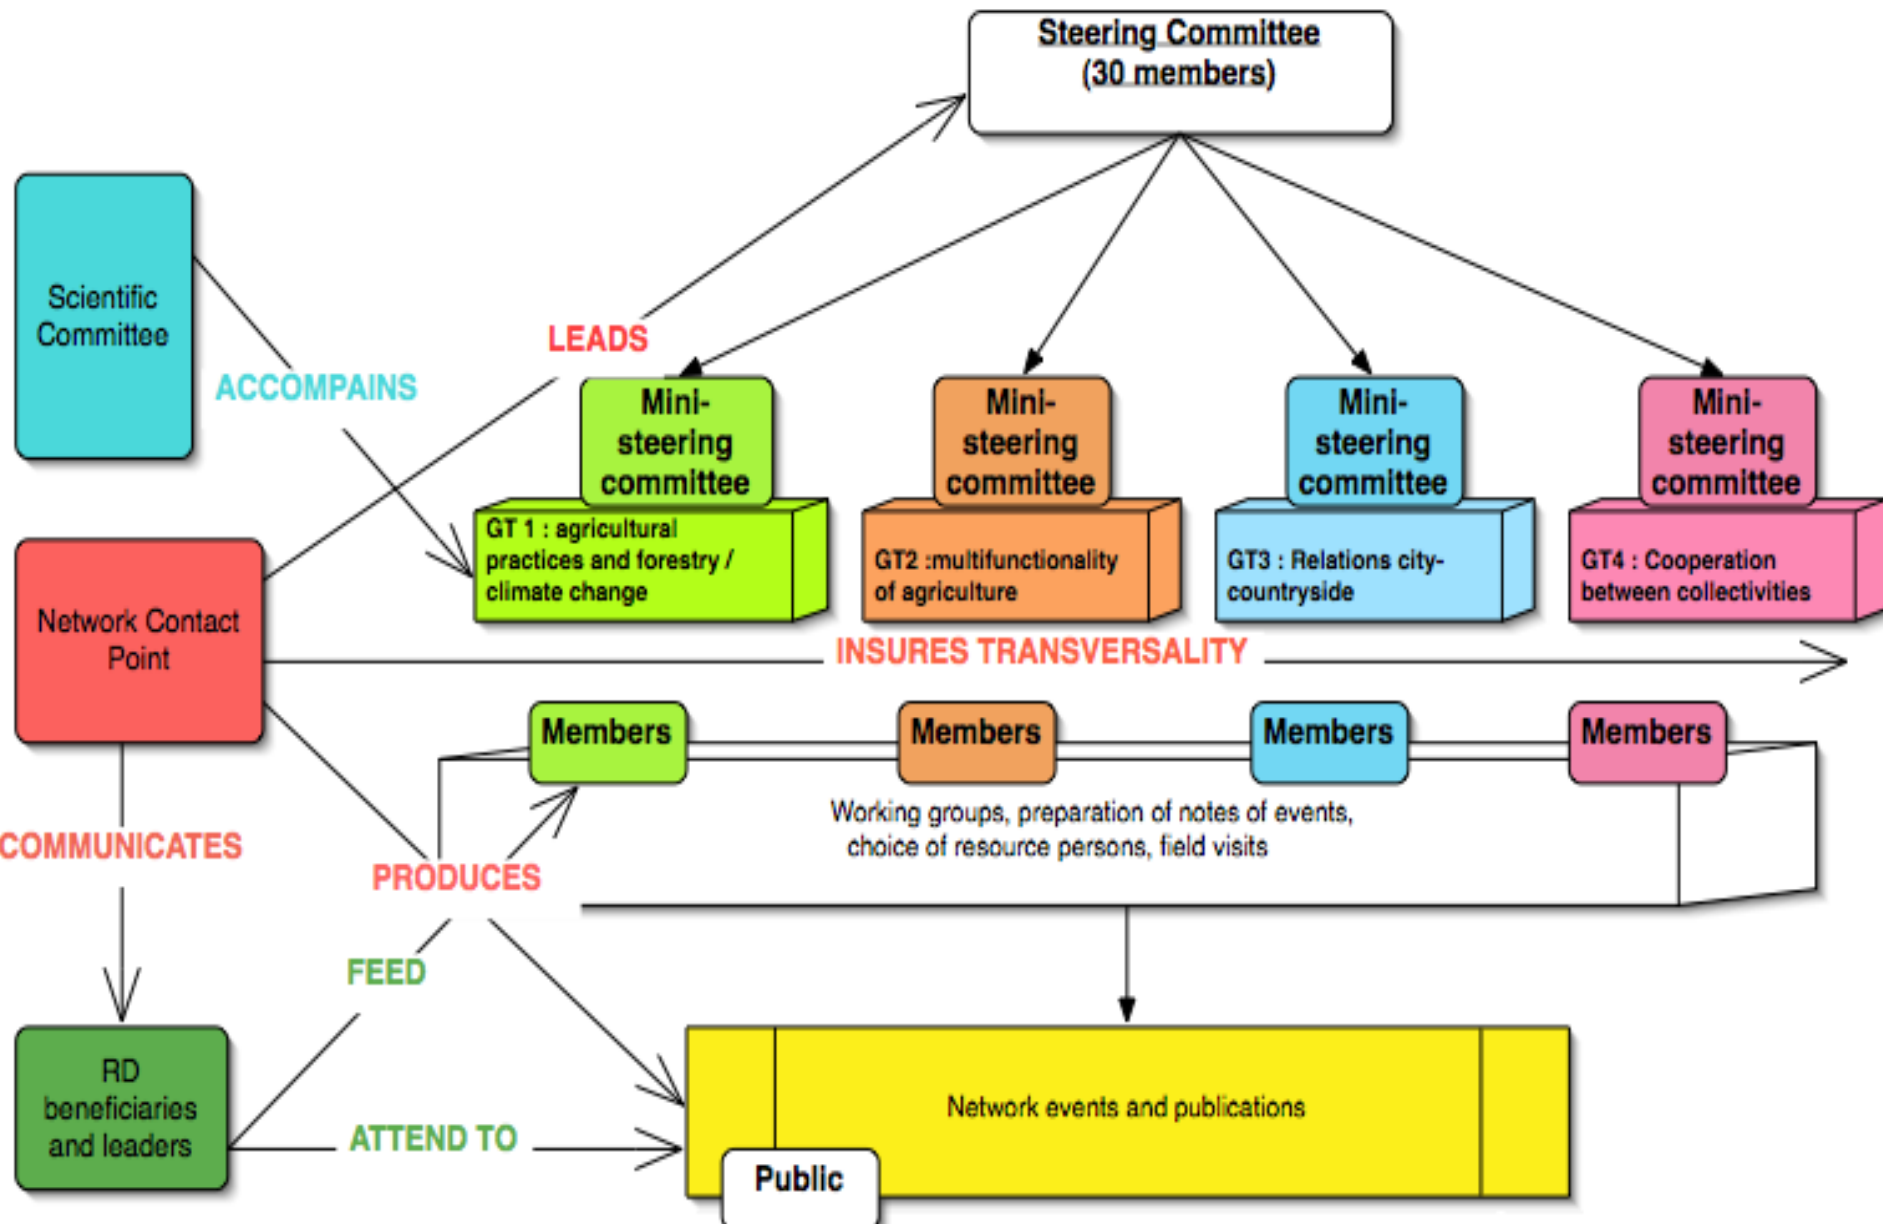 Steering Committee
(30 members)
Scientific
Committee
ACCOMPAINS
LEADS
Mini-
steering
committee
Mini-
steering
committee
Mini-
steering
committee
Mini-
steering
committee
GT 1 : agricultural
practices and forestry /
climate change
GT2 :multifunctionality
of agriculture
GT3 : Relations city-
countryside
GT4 : Cooperation
between collectivities
Network Contact
Point
INSURES TRANSVERSALITY
Members
Members
Members
Members
Working groups, preparation of notes of events,
choice of resource persons, field visits
COMMUNICATES
PRODUCES
FEED
RD
beneficiaries
and leaders
ATTEND TO
Network events and publications
Public